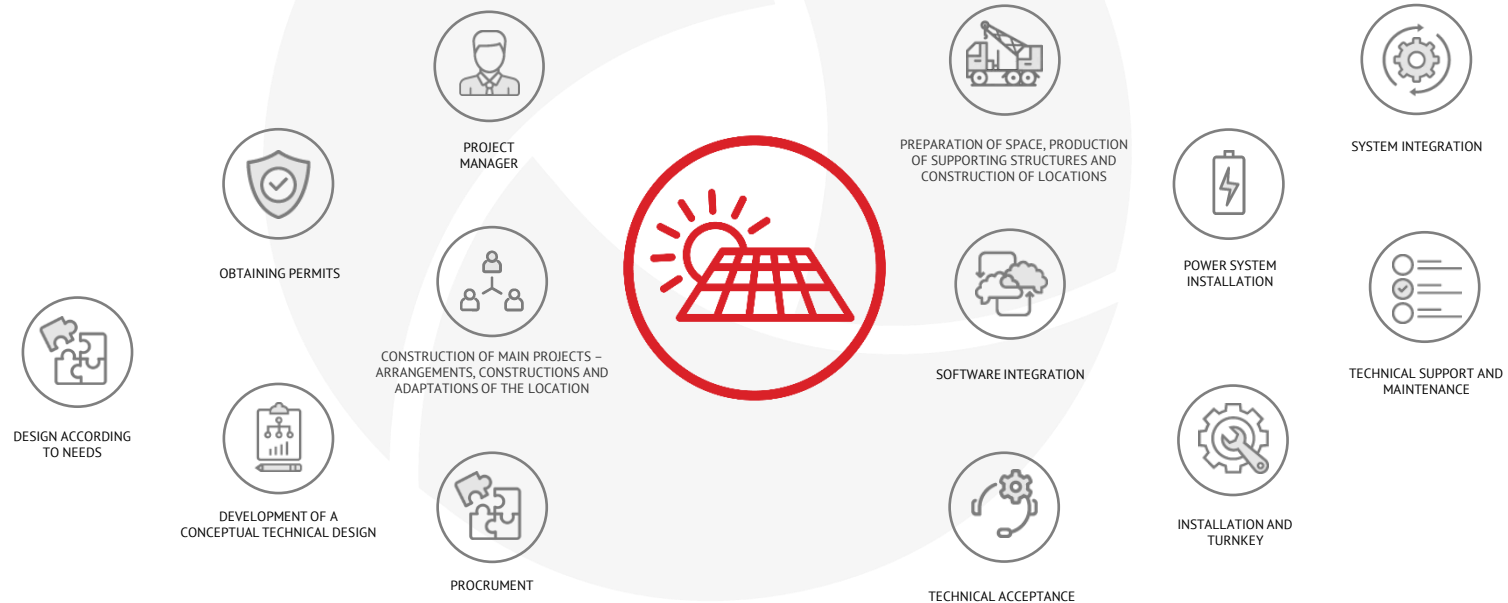 PROJECT
MANAGER
PREPARATION OF SPACE, PRODUCTION
OF SUPPORTING STRUCTURES AND
CONSTRUCTION OF LOCATIONS
SYSTEM INTEGRATION
OBTAINING PERMITS
POWER SYSTEM
INSTALLATION
CONSTRUCTION OF MAIN PROJECTS –
ARRANGEMENTS, CONSTRUCTIONS AND
ADAPTATIONS OF THE LOCATION
SOFTWARE INTEGRATION
TECHNICAL SUPPORT AND
MAINTENANCE
DESIGN ACCORDING
TO NEEDS
DEVELOPMENT OF A
CONCEPTUAL TECHNICAL DESIGN
INSTALLATION AND
TURNKEY
PROCRUMENT
TECHNICAL ACCEPTANCE